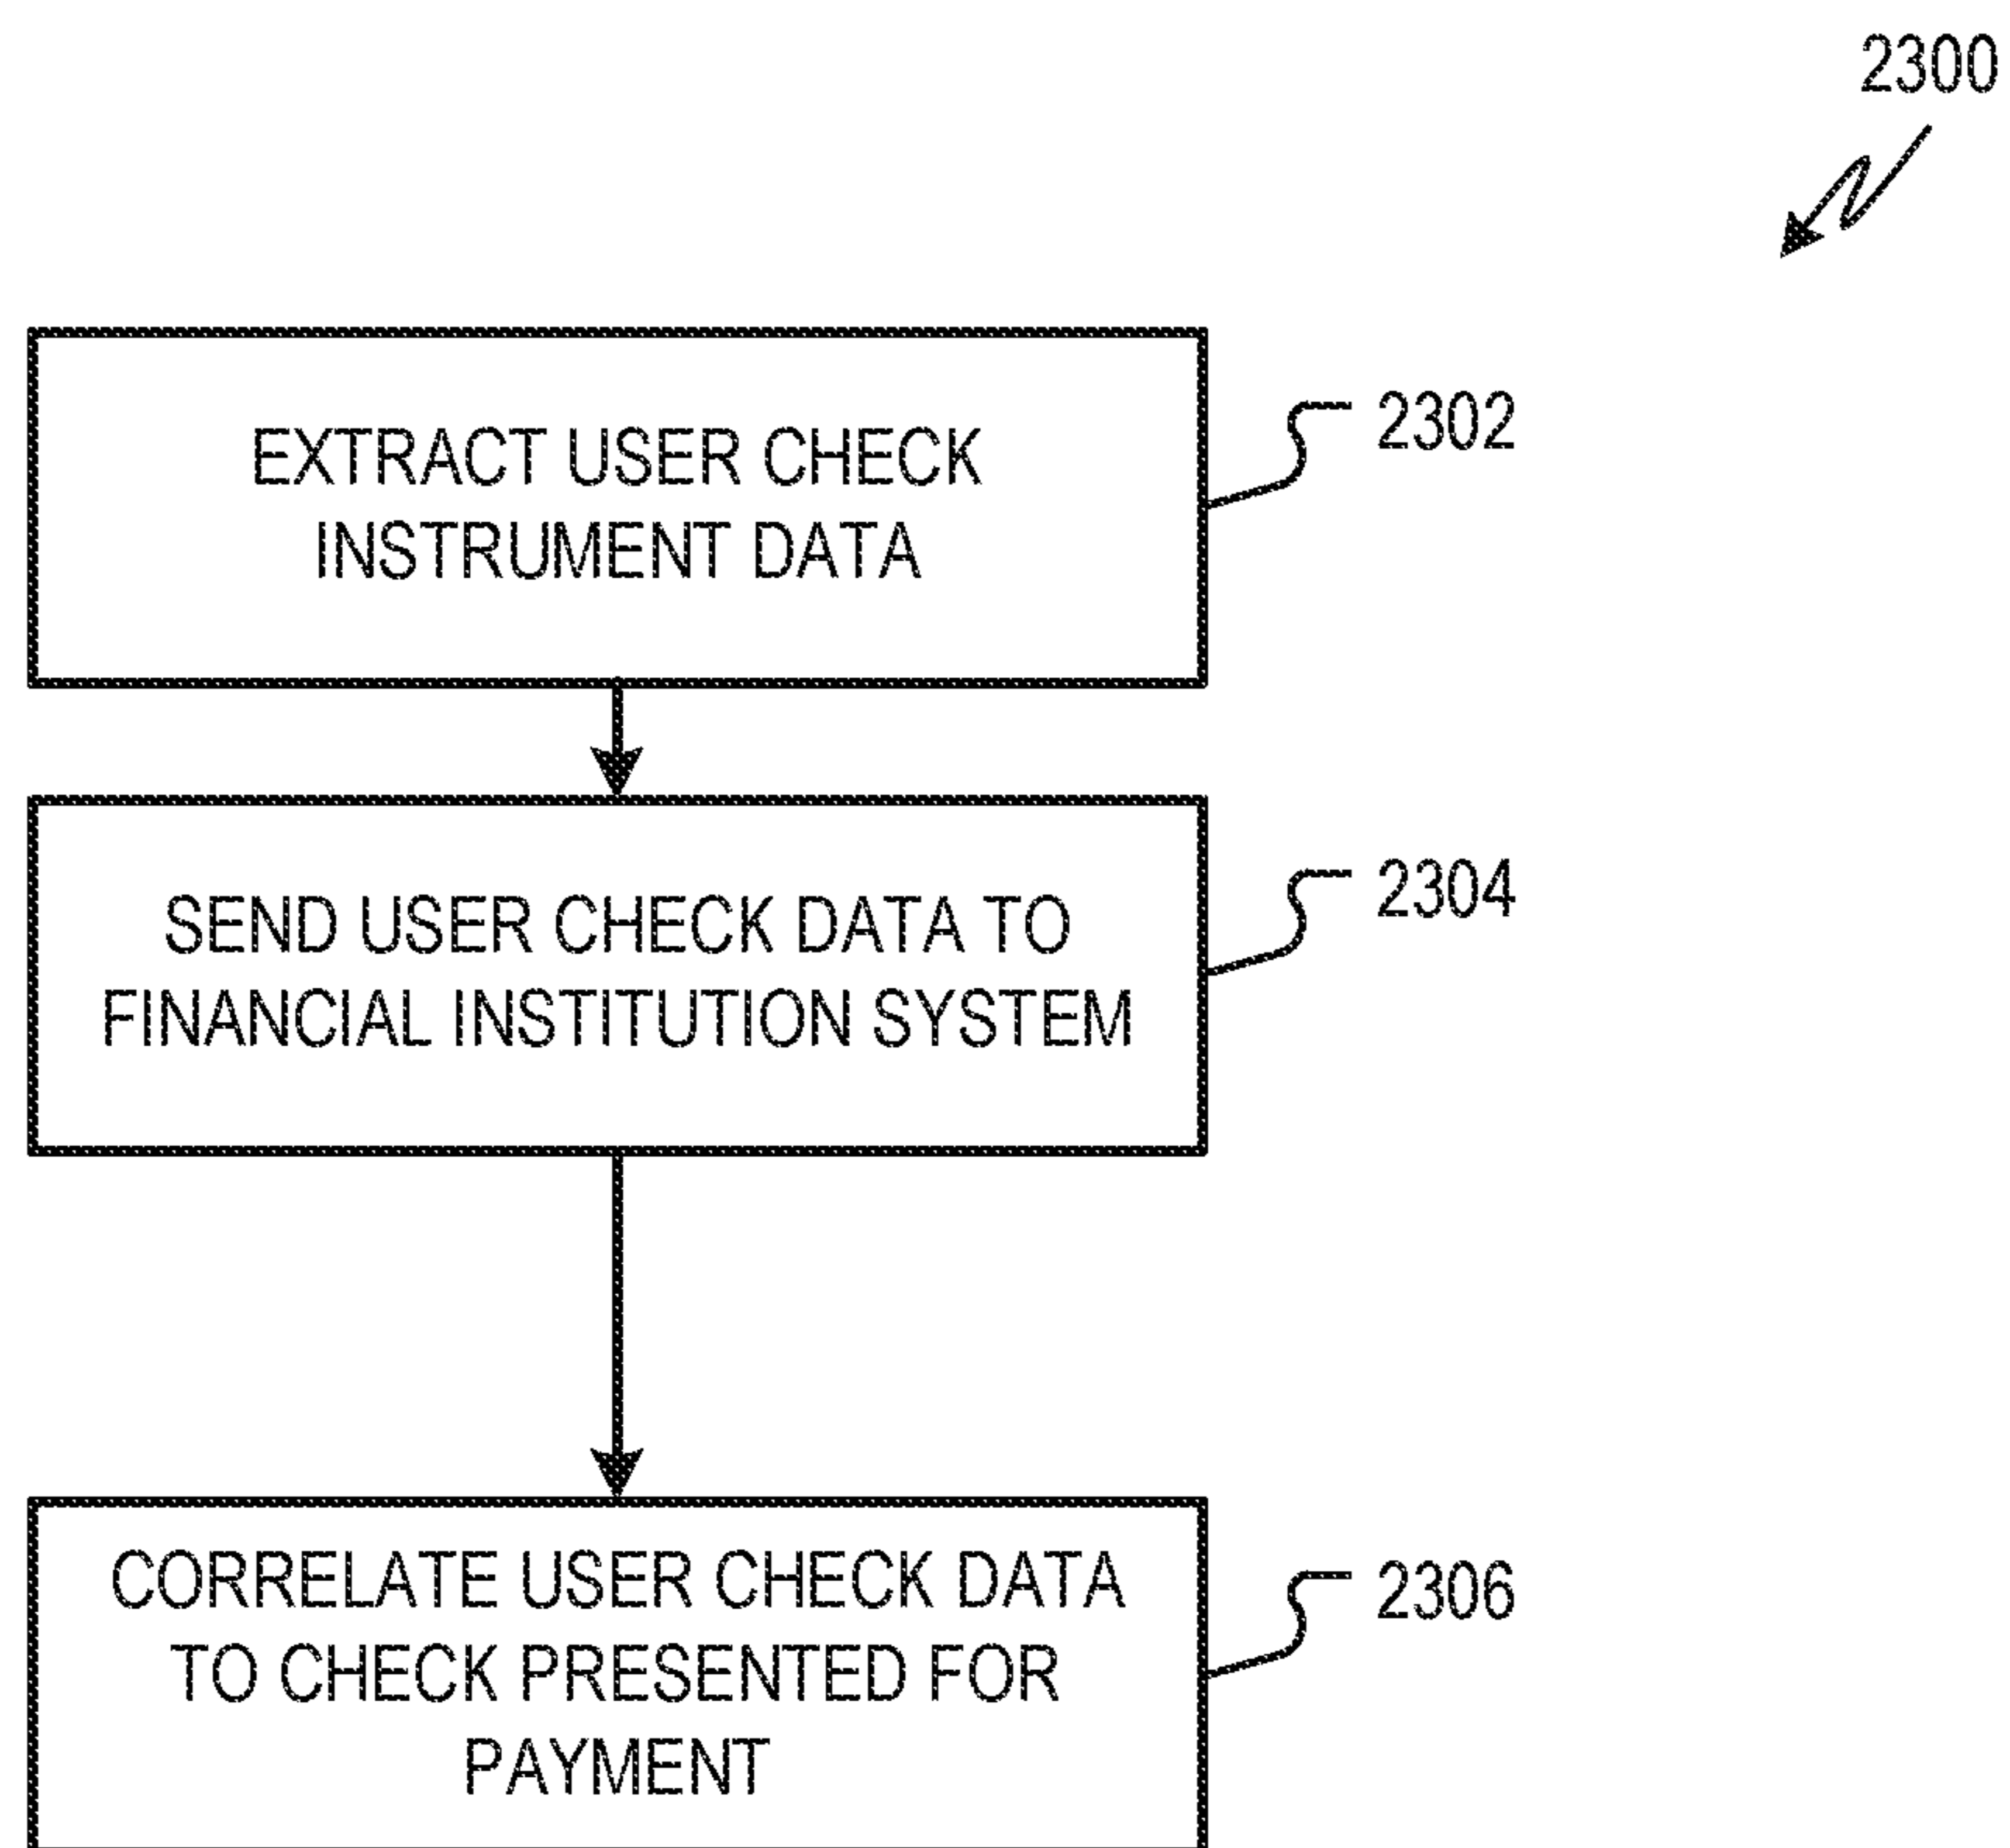 2300
EXTRACT USER CHECK
INSTRUMENT DATA
2302
SEND USER CHECK DATA TO
FINANCIAL INSTITUTION SYSTEM
2304
CORRELATE USER CHECK DATA
TO CHECK PRESENTED FOR
PAYMENT
2306